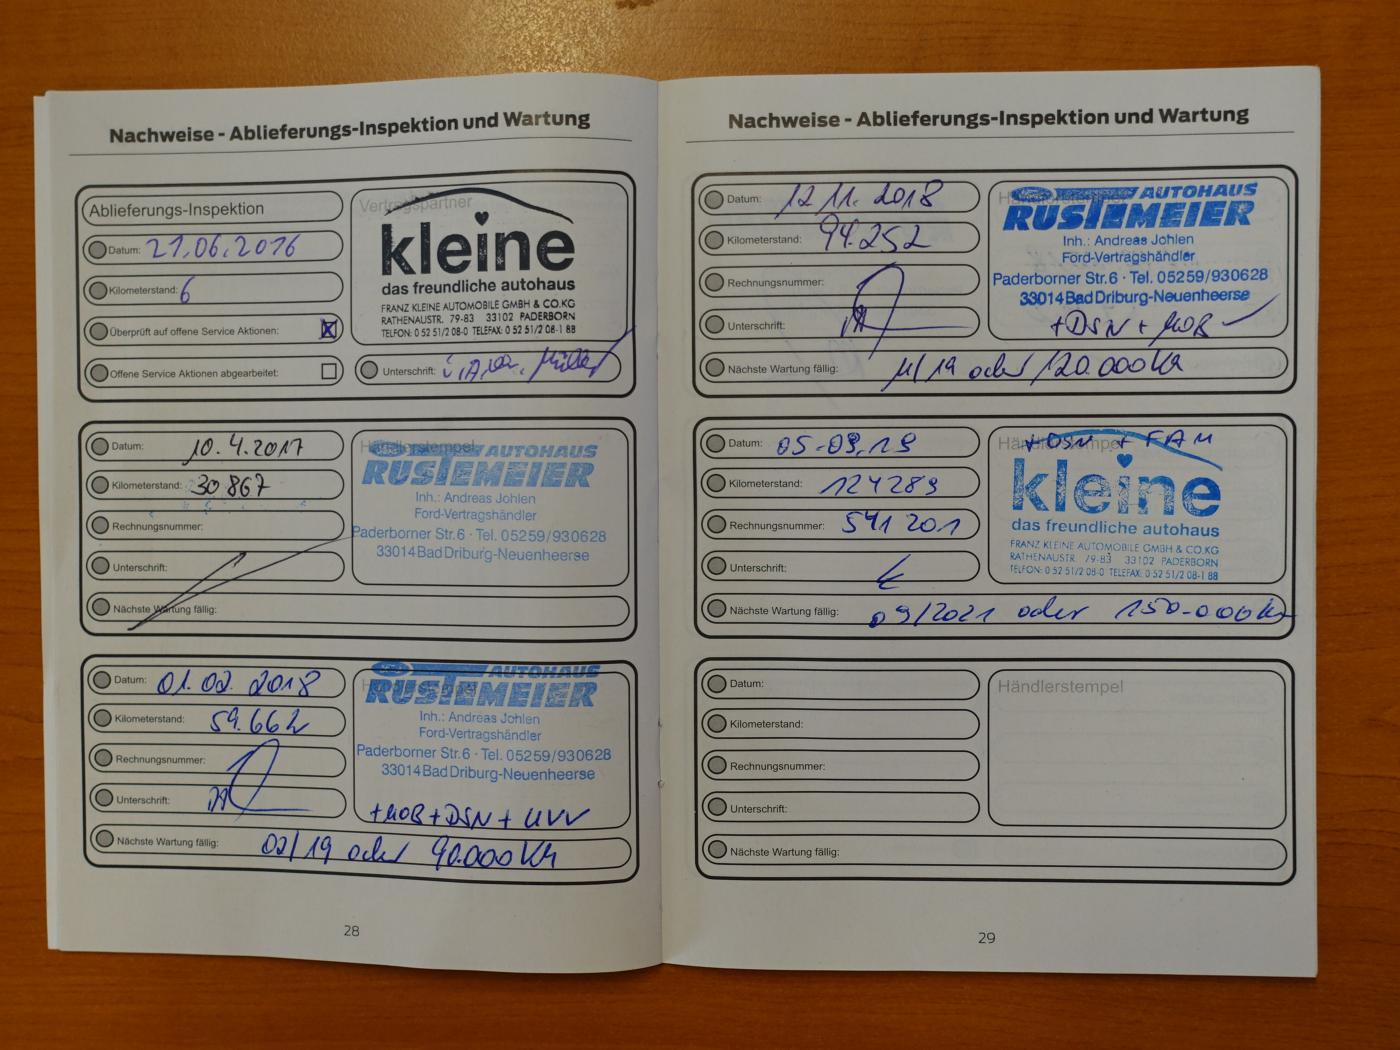 Nachweise - Ablieferungs-Inspektion und Wartung
Ablieferungs-Inspektion
Datum: 21.06.2016
Kilometerstand: 6
Überprüft auf offene Service Aktionen: X
Offene Service Aktionen abgearbeitet:
Vertragspartner
kleine
das freundliche autohaus
FRANZ KLEINE AUTOMOBILE GMBH & CO.KG
RATHENAUSTR. 79-83 33102 PADERBORN
TELFON: 0 52 51/2 08-0 TELEFAX: 0 52 51/2 08-1 88
Unterschrift:
Datum: 10.4.2017
Kilometerstand: 30867
Rechnungsnummer:
Unterschrift:
Nächste Wartung fällig:
Händlerstempel
AUTOHAUS
RUSTEMEIER
Inh.: Andreas Johlen
Ford-Vertragshändler
Paderborner Str.6 · Tel. 05259/930628
33014 Bad Driburg-Neuenheerse
Datum: 01.02.2018
Kilometerstand: 59.662
Rechnungsnummer:
Unterschrift:
AUTOHAUS
RUSTEMEIER
Inh.: Andreas Johlen
Ford-Vertragshändler
Paderborner Str.6 · Tel. 05259/930628
33014 Bad Driburg-Neuenheerse
+MOB+DSN+UVV
Nächste Wartung fällig: 02/19 oder 90.000 KM
28
Nachweise - Ablieferungs-Inspektion und Wartung
Datum: 12.11.2018
Kilometerstand: 94.252
Rechnungsnummer:
Unterschrift:
AUTOHAUS
RUSTEMEIER
Inh.: Andreas Johlen
Ford-Vertragshändler
Paderborner Str.6 · Tel. 05259/930628
33014 Bad Driburg-Neuenheerse
+DSN + MOB
Nächste Wartung fällig: 11/19 oder 120.000 KM
Datum: 05-09.19
Kilometerstand: 124289
Rechnungsnummer: 541 201
Unterschrift:
Händlerstempel
+ DSN + FAM
kleine
das freundliche autohaus
FRANZ KLEINE AUTOMOBILE GMBH & CO.KG
RATHENAUSTR. 79-83 33102 PADERBORN
TELFON: 0 52 51/2 08-0 TELEFAX: 0 52 51/2 08-1 88
Nächste Wartung fällig: 09/2021 oder 150.000 km
Datum:
Kilometerstand:
Rechnungsnummer:
Unterschrift:
Händlerstempel
Nächste Wartung fällig:
29